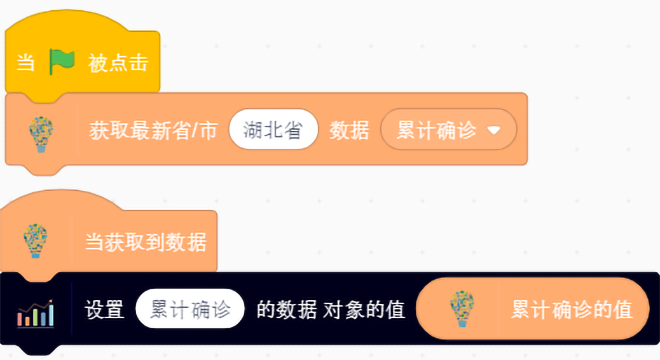 当 被点击
获取最新省/市 湖北省 数据 累计确诊
当获取到数据
设置 累计确诊 的数据 对象的值 累计确诊的值